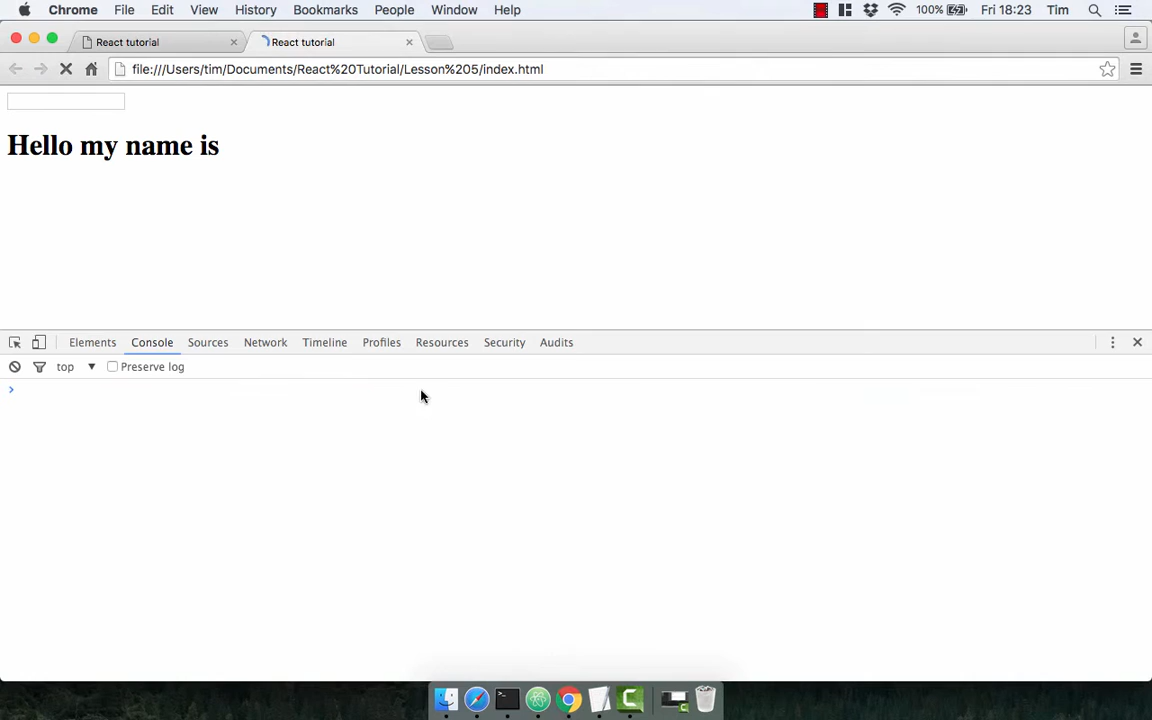 Chrome File Edit View History Bookmarks People Window Help 100% Fri 18:23 Tim
React tutorial React tutorial
file:///Users/tim/Documents/React%20Tutorial/Lesson%205/index.html
Hello my name is
Elements Console Sources Network Timeline Profiles Resources Security Audits
top Preserve log